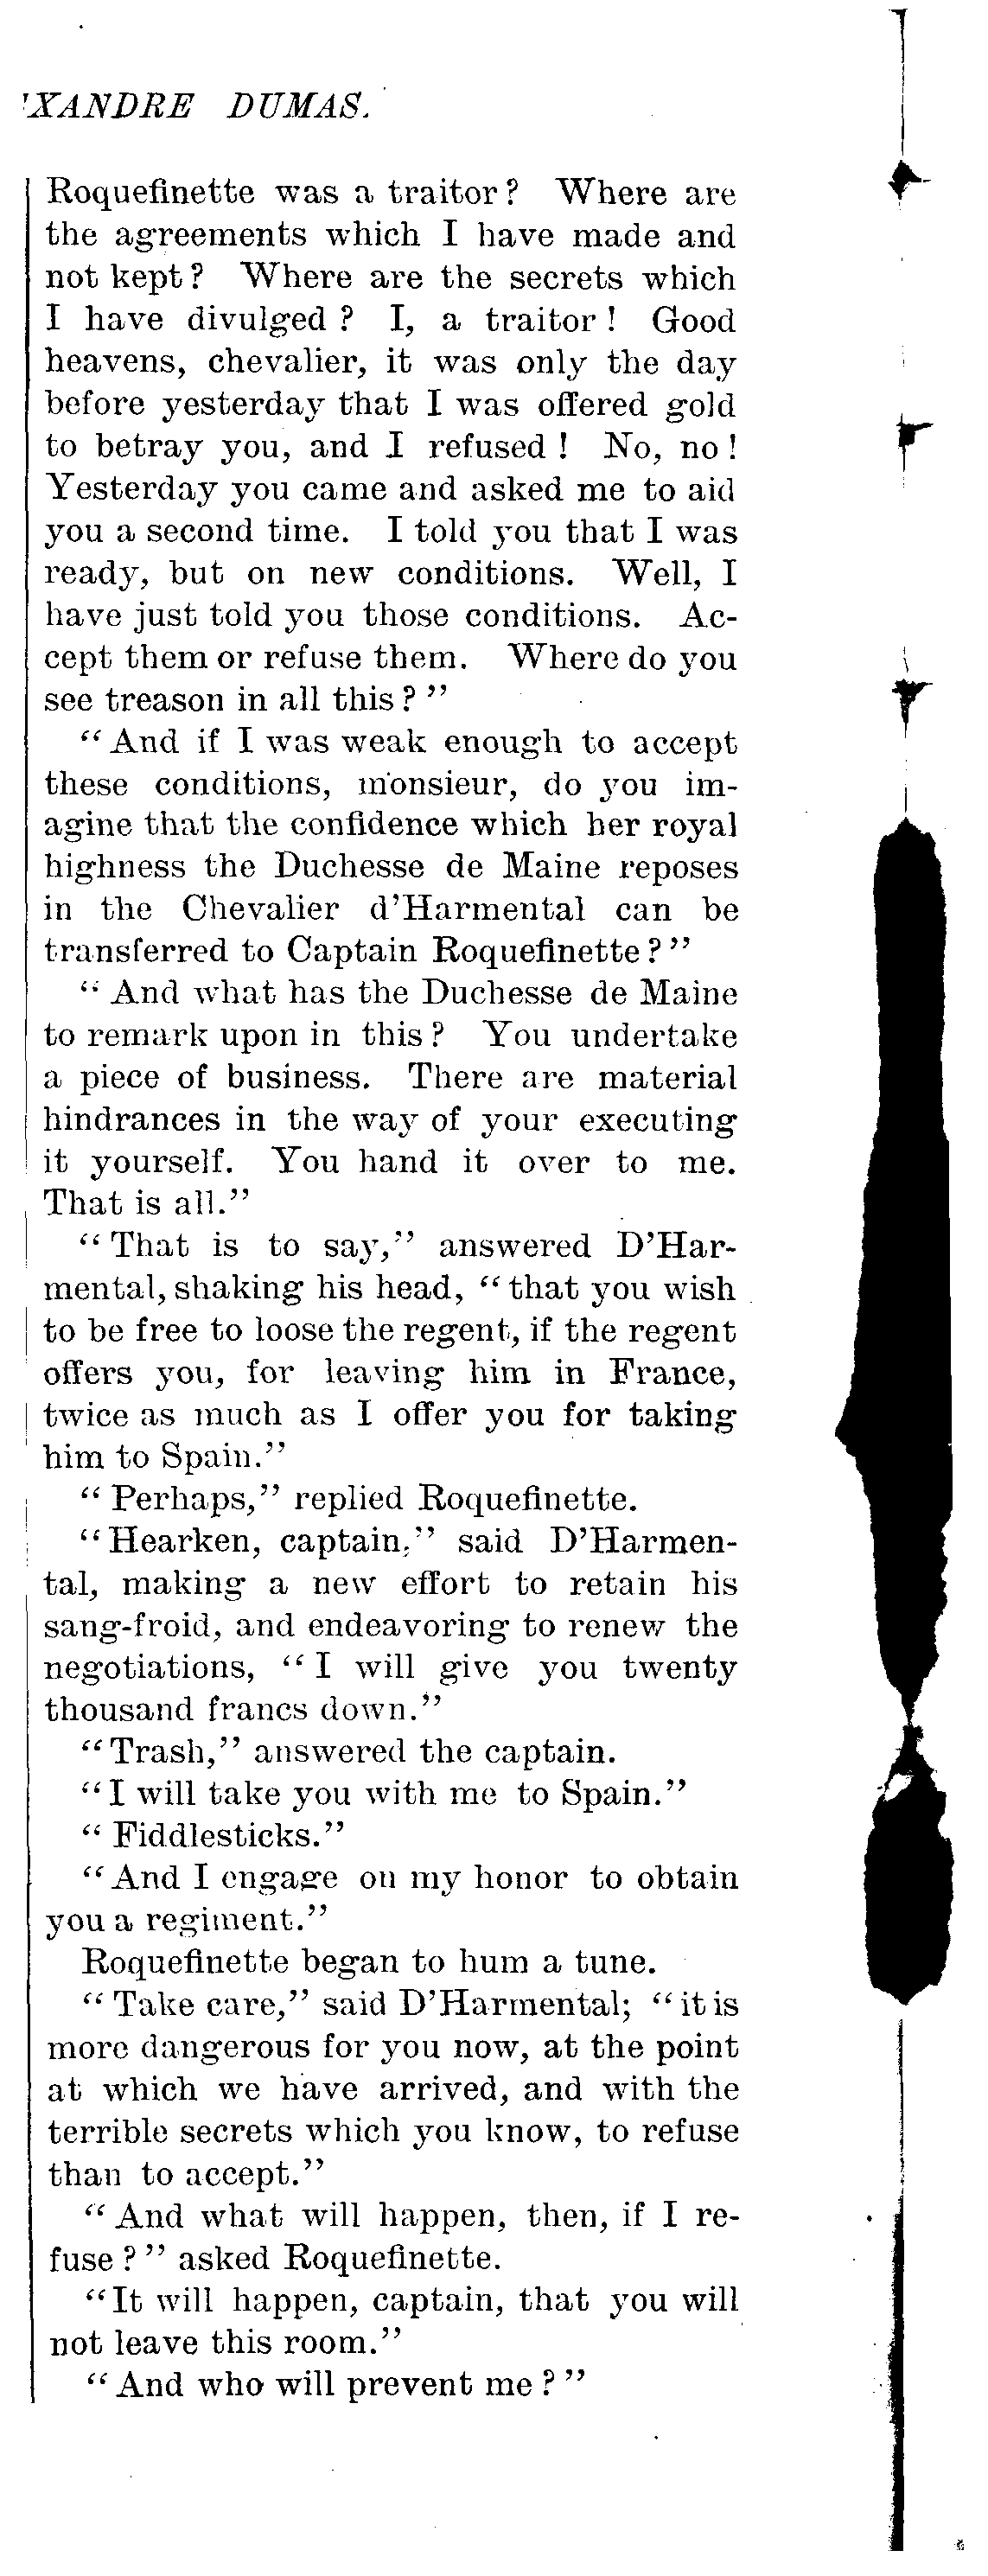 XANDRE DUMAS.
Roquefinette was a traitor? Where are
the agreements which I have made and
not kept? Where are the secrets which
I have divulged? I, a traitor! Good
heavens, chevalier, it was only the day
before yesterday that I was offered gold
to betray you, and I refused! No, no!
Yesterday you came and asked me to aid
you a second time. I told you that I was
ready, but on new conditions. Well, I
have just told you those conditions. Ac-
cept them or refuse them. Where do you
see treason in all this?"
"And if I was weak enough to accept
these conditions, monsieur, do you im-
agine that the confidence which her royal
highness the Duchesse de Maine reposes
in the Chevalier d'Harmental can be
transferred to Captain Roquefinette?"
"And what has the Duchesse de Maine
to remark upon in this? You undertake
a piece of business. There are material
hindrances in the way of your executing
it yourself. You hand it over to me.
That is all."
"That is to say," answered D'Har-
mental, shaking his head, "that you wish
to be free to loose the regent, if the regent
offers you, for leaving him in France,
twice as much as I offer you for taking
him to Spain."
"Perhaps," replied Roquefinette.
"Hearken, captain," said D'Harmen-
tal, making a new effort to retain his
sang-froid, and endeavoring to renew the
negotiations, "I will give you twenty
thousand francs down."
"Trash," answered the captain.
"I will take you with me to Spain."
"Fiddlesticks."
"And I engage on my honor to obtain
you a regiment."
Roquefinette began to hum a tune.
"Take care," said D'Harmental; "it is
more dangerous for you now, at the point
at which we have arrived, and with the
terrible secrets which you know, to refuse
than to accept."
"And what will happen, then, if I re-
fuse?" asked Roquefinette.
"It will happen, captain, that you will
not leave this room."
"And who will prevent me?"